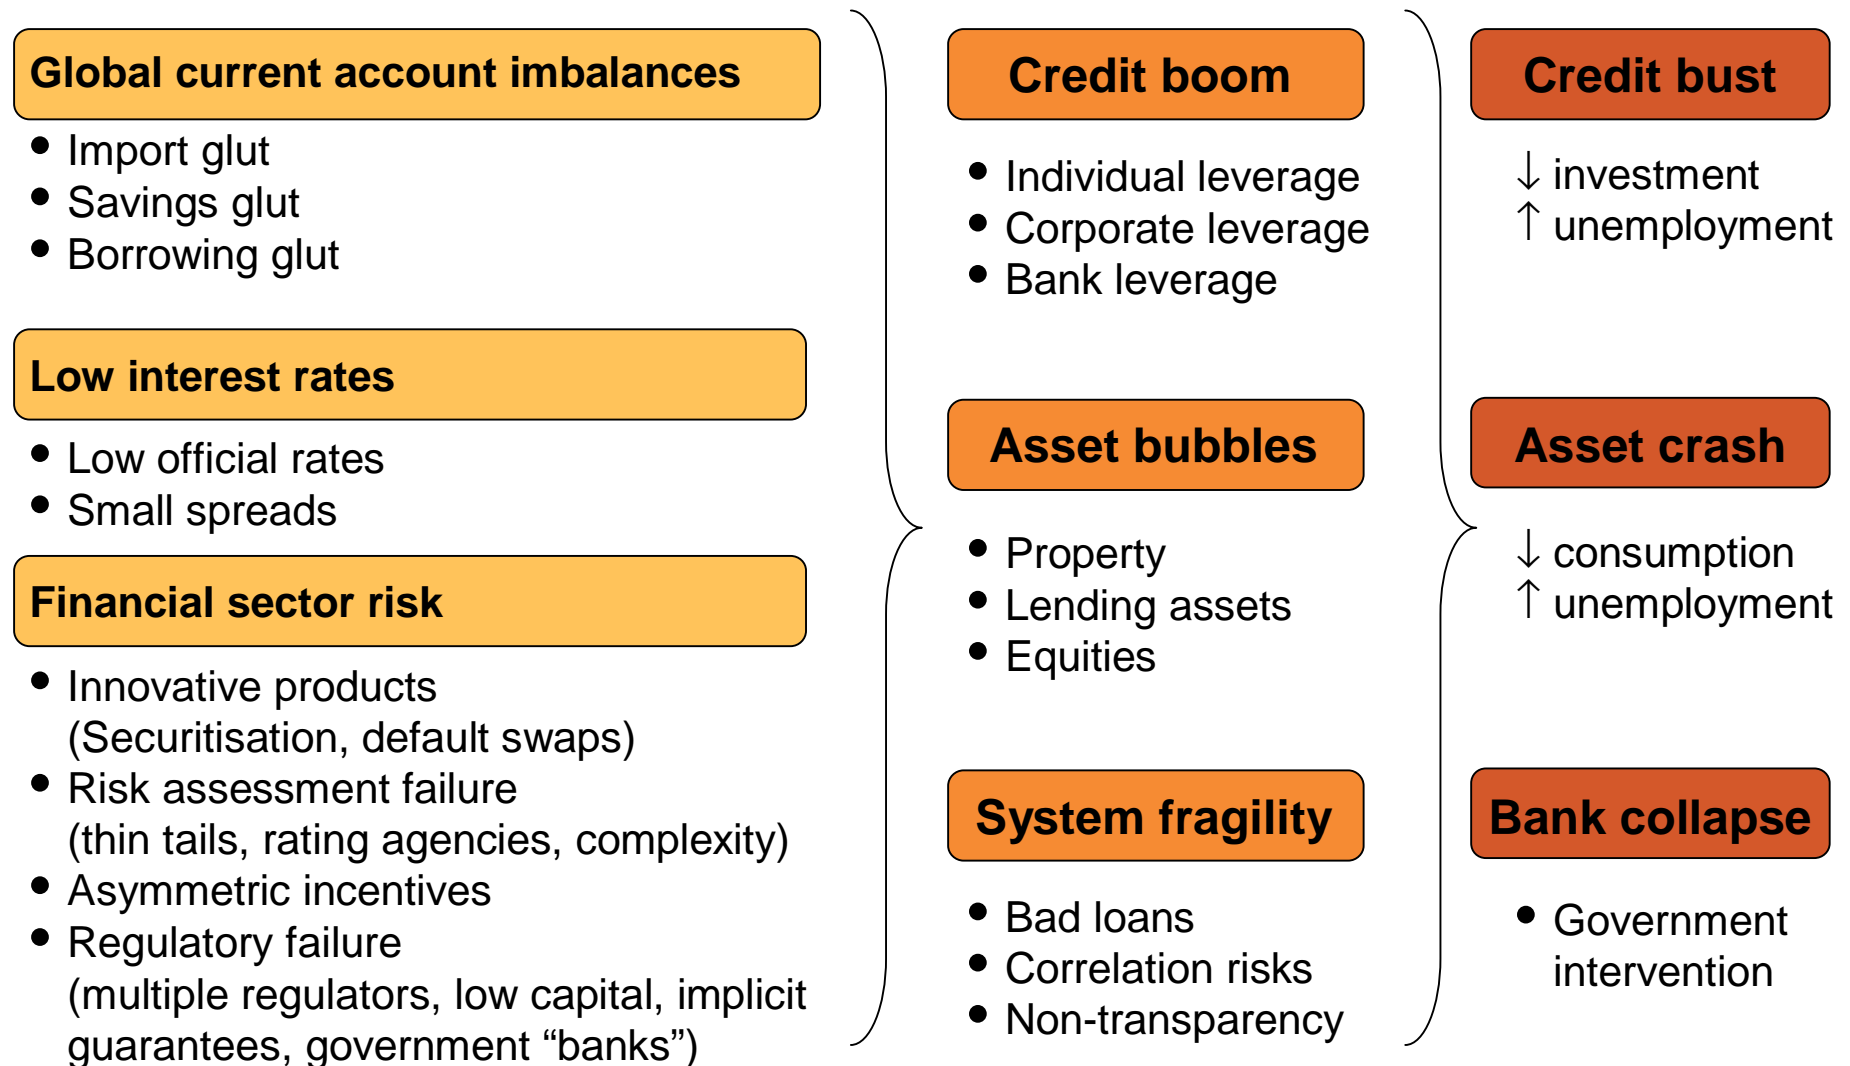 Global current account imbalances
• Import glut
• Savings glut
• Borrowing glut
Low interest rates
• Low official rates
• Small spreads
Financial sector risk
• Innovative products
(Securitisation, default swaps)
• Risk assessment failure
(thin tails, rating agencies, complexity)
• Asymmetric incentives
• Regulatory failure
(multiple regulators, low capital, implicit
guarantees, government “banks”)
Credit boom
• Individual leverage
• Corporate leverage
• Bank leverage
Asset bubbles
• Property
• Lending assets
• Equities
System fragility
• Bad loans
• Correlation risks
• Non-transparency
Credit bust
↓ investment
↑ unemployment
Asset crash
↓ consumption
↑ unemployment
Bank collapse
• Government
intervention